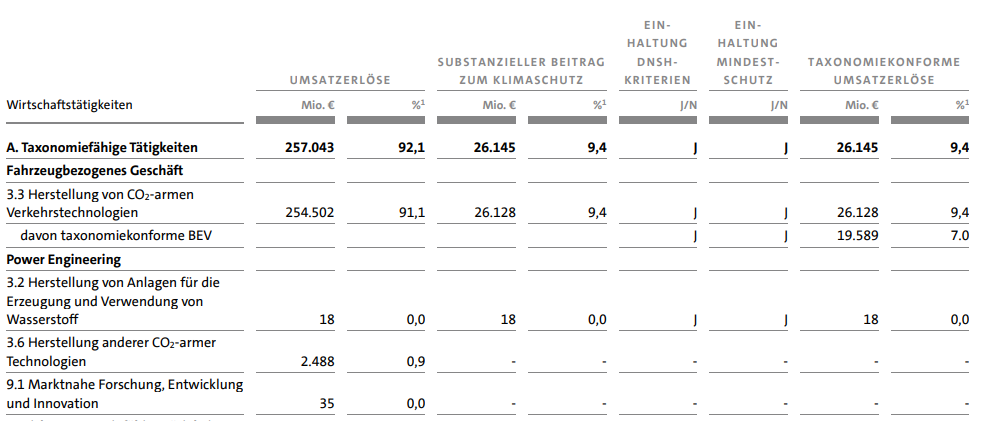 EIN-
HALTUNG
DNSH-
KRITERIEN
EIN-
HALTUNG
MINDEST-
SCHUTZ
UMSATZERLÖSE
SUBSTANZIELLER BEITRAG
ZUM KLIMASCHUTZ
TAXONOMIEKONFORME
UMSATZERLÖSE
Wirtschaftstätigkeiten Mio. € %¹ Mio. € %¹ J/N J/N Mio. € %¹
A. Taxonomiefähige Tätigkeiten 257.043 92,1 26.145 9,4 J J 26.145 9,4
Fahrzeugbezogenes Geschäft
3.3 Herstellung von CO₂-armen
Verkehrstechnologien 254.502 91,1 26.128 9,4 J J 26.128 9,4
davon taxonomiekonforme BEV J J 19.589 7.0
Power Engineering
3.2 Herstellung von Anlagen für die
Erzeugung und Verwendung von
Wasserstoff 18 0,0 18 0,0 J J 18 0,0
3.6 Herstellung anderer CO₂-armer
Technologien 2.488 0,9 - - - - - -
9.1 Marktnahe Forschung, Entwicklung
und Innovation 35 0,0 - - - - - -